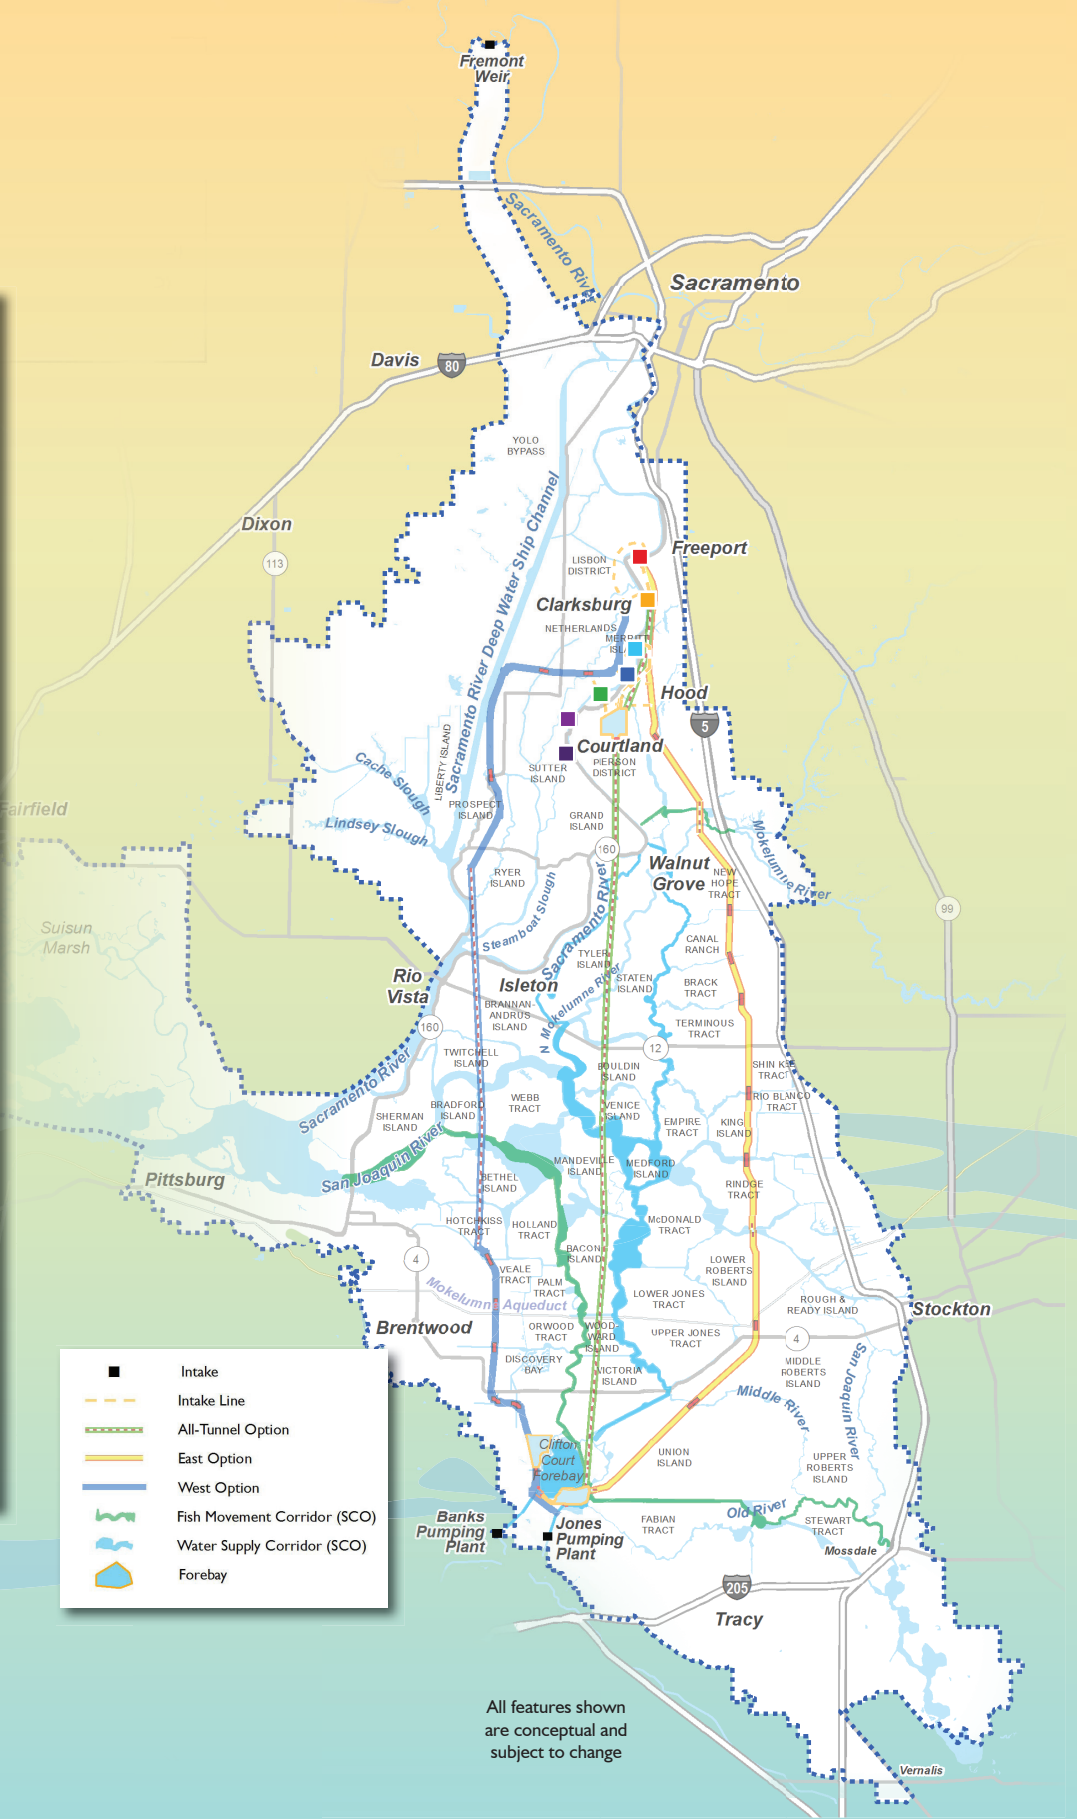 Fremont
Weir
Sacramento River
Sacramento
Davis
80
YOLO
BYPASS
Sacramento River Deep Water Ship Channel
Dixon
113
Freeport
LISBON
DISTRICT
Clarksburg
NETHERLANDS
MERRITT
Hood
5
Courtland
PIERSON
DISTRICT
SUTTER
ISLAND
LIBERTY ISLAND
Cache Slough
Lindsey Slough
PROSPECT
ISLAND
GRAND
ISLAND
Fairfield
160
Walnut
Grove
Mokelumne River
RYER
ISLAND
NEW
HOPE
TRACT
Steamboat Slough
Sacramento River
99
Suisun
Marsh
CANAL
RANCH
TYLER
ISLAND
Rio
Vista
Isleton
STATEN
ISLAND
BRACK
TRACT
N Mokelumne River
BRANNAN-
ANDRUS
ISLAND
160
TERMINOUS
TRACT
12
TWITCHELL
ISLAND
BOULDIN
ISLAND
SHIN KEE
TRACT
Sacramento River
RIO BLANCO
TRACT
WEBB
TRACT
BRADFORD
ISLAND
VENICE
ISLAND
SHERMAN
ISLAND
EMPIRE
TRACT
KING
ISLAND
San Joaquin River
Pittsburg
MANDEVILLE
ISLAND
MEDFORD
ISLAND
BETHEL
ISLAND
RINDGE
TRACT
HOTCHKISS
TRACT
HOLLAND
TRACT
McDONALD
TRACT
4
BACON
ISLAND
LOWER
ROBERTS
ISLAND
VEALE
TRACT
PALM
TRACT
Mokelumne Aqueduct
LOWER JONES
TRACT
ROUGH &
READY ISLAND
Stockton
Brentwood
ORWOOD
TRACT
WOOD-
WARD
ISLAND
UPPER JONES
TRACT
4
DISCOVERY
BAY
VICTORIA
ISLAND
MIDDLE
ROBERTS
ISLAND
San Joaquin River
Middle River
Clifton
Court
Forebay
UNION
ISLAND
UPPER
ROBERTS
ISLAND
Banks
Pumping
Plant
Jones
Pumping
Plant
FABIAN
TRACT
Old River
STEWART
TRACT
Mossdale
205
Tracy
Vernalis
Intake
Intake Line
All-Tunnel Option
East Option
West Option
Fish Movement Corridor (SCO)
Water Supply Corridor (SCO)
Forebay
All features shown
are conceptual and
subject to change